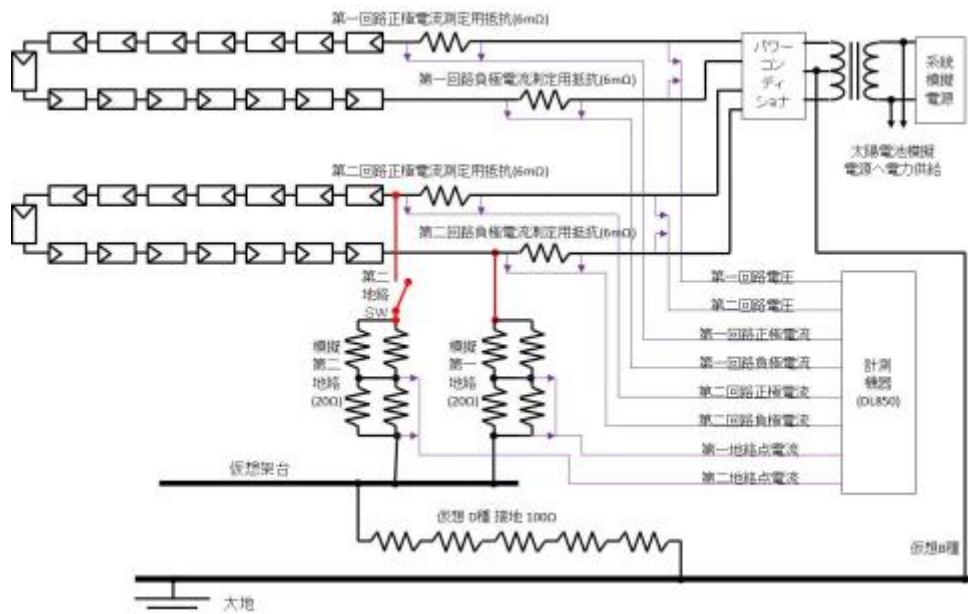 第一回路正極電流測定用抵抗(6mΩ)
第一回路負極電流測定用抵抗(6mΩ)
パワー
コン
ディ
ショナ
系統
模擬
電源
太陽電池模擬
電源へ電力供給
第二回路正極電流測定用抵抗(6mΩ)
第二回路負極電流測定用抵抗(6mΩ)
第二
地絡
SW
模擬
第二
地絡
(20Ω)
模擬
第一
地絡
(20Ω)
第一回路電圧
第二回路電圧
第一回路正極電流
第一回路負極電流
第二回路正極電流
第二回路負極電流
第一地絡点電流
第二地絡点電流
計測
機器
(DL850)
仮想架台
仮想 D種 接地 100Ω
仮想B種
大地